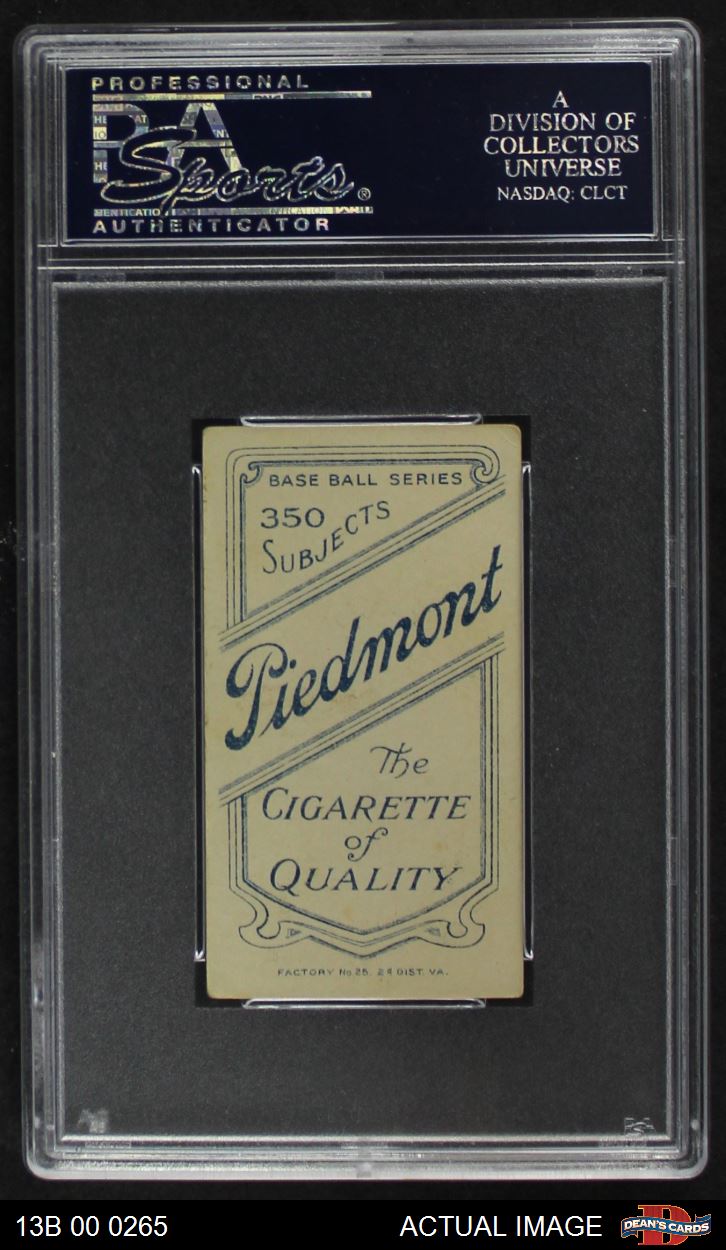 PROFESSIONAL
PSA
Sports®
AUTHENTICATOR
A
DIVISION OF
COLLECTORS
UNIVERSE
NASDAQ: CLCT
BASE BALL SERIES
350
SUBJECTS
Piedmont
The
CIGARETTE
of
QUALITY
FACTORY No 25. 2d DIST. VA.
PSA
13B 00 0265
ACTUAL IMAGE
DEAN'S CARDS